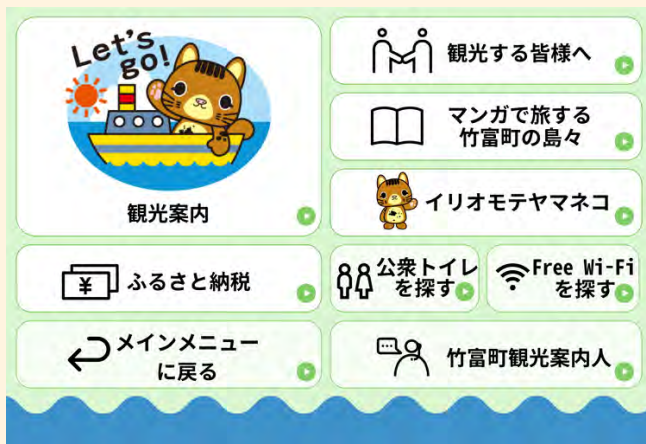 Let's
go!
観光案内
観光する皆様へ
マンガで旅する
竹富町の島々
イリオモテヤマネコ
¥
ふるさと納税
公衆トイレ
を探す
Free Wi-Fi
を探す
メインメニュー
に戻る
竹富町観光案内人